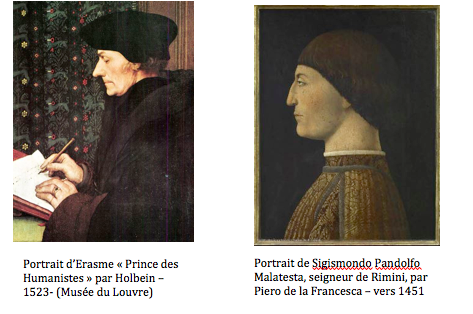 Portrait d'Erasme « Prince des
Humanistes » par Holbein –
1523- (Musée du Louvre)
Portrait de Sigismondo Pandolfo
Malatesta, seigneur de Rimini, par
Piero de la Francesca – vers 1451